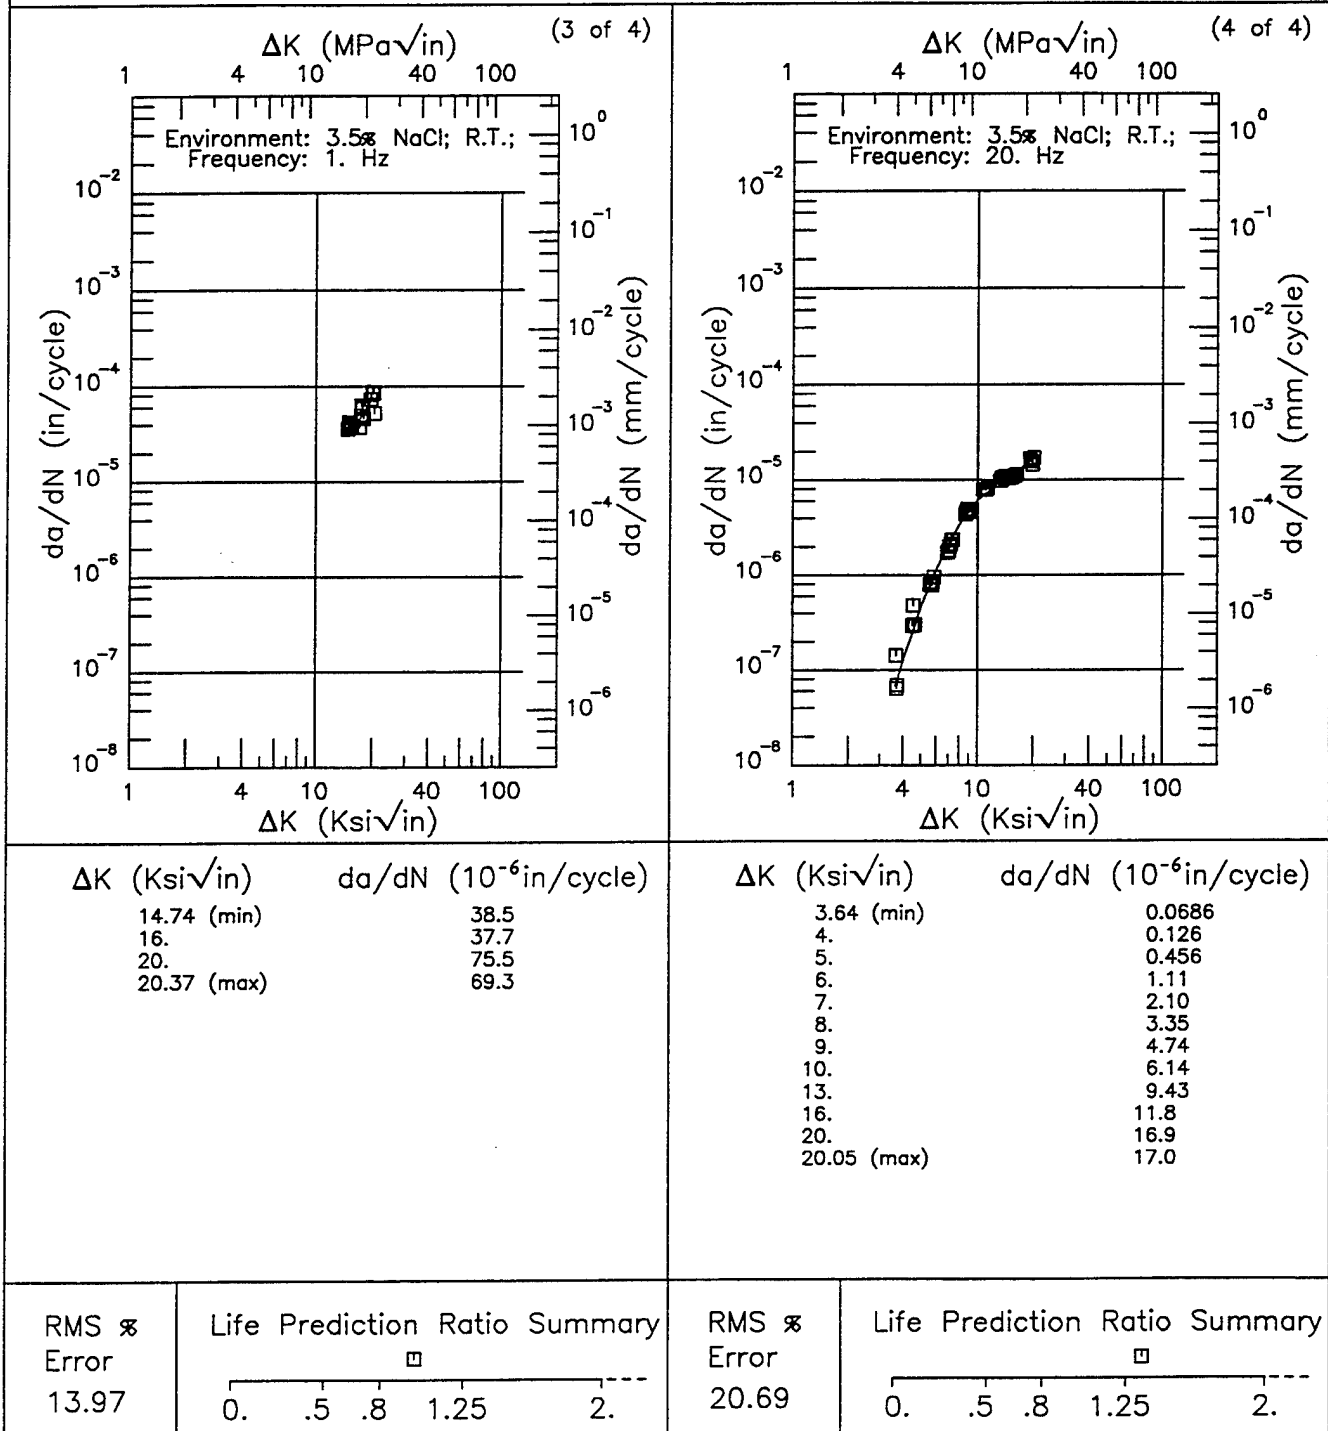 (3 of 4)
ΔK (MPa√in)
1 4 10 40 100
Environment: 3.5% NaCl; R.T.;
Frequency: 1. Hz
da/dN (in/cycle)
10⁻²
10⁻³
10⁻⁴
10⁻⁵
10⁻⁶
10⁻⁷
10⁻⁸
da/dN (mm/cycle)
10⁰
10⁻¹
10⁻²
10⁻³
10⁻⁴
10⁻⁵
10⁻⁶
1 4 10 40 100
ΔK (Ksi√in)
ΔK (Ksi√in) da/dN (10⁻⁶in/cycle)
14.74 (min) 38.5
16. 37.7
20. 75.5
20.37 (max) 69.3
RMS %
Error
13.97
Life Prediction Ratio Summary
0. .5 .8 1.25 2.
(4 of 4)
ΔK (MPa√in)
1 4 10 40 100
Environment: 3.5% NaCl; R.T.;
Frequency: 20. Hz
da/dN (in/cycle)
10⁻²
10⁻³
10⁻⁴
10⁻⁵
10⁻⁶
10⁻⁷
10⁻⁸
da/dN (mm/cycle)
10⁰
10⁻¹
10⁻²
10⁻³
10⁻⁴
10⁻⁵
10⁻⁶
1 4 10 40 100
ΔK (Ksi√in)
ΔK (Ksi√in) da/dN (10⁻⁶in/cycle)
3.64 (min) 0.0686
4. 0.126
5. 0.456
6. 1.11
7. 2.10
8. 3.35
9. 4.74
10. 6.14
13. 9.43
16. 11.8
20. 16.9
20.05 (max) 17.0
RMS %
Error
20.69
Life Prediction Ratio Summary
0. .5 .8 1.25 2.